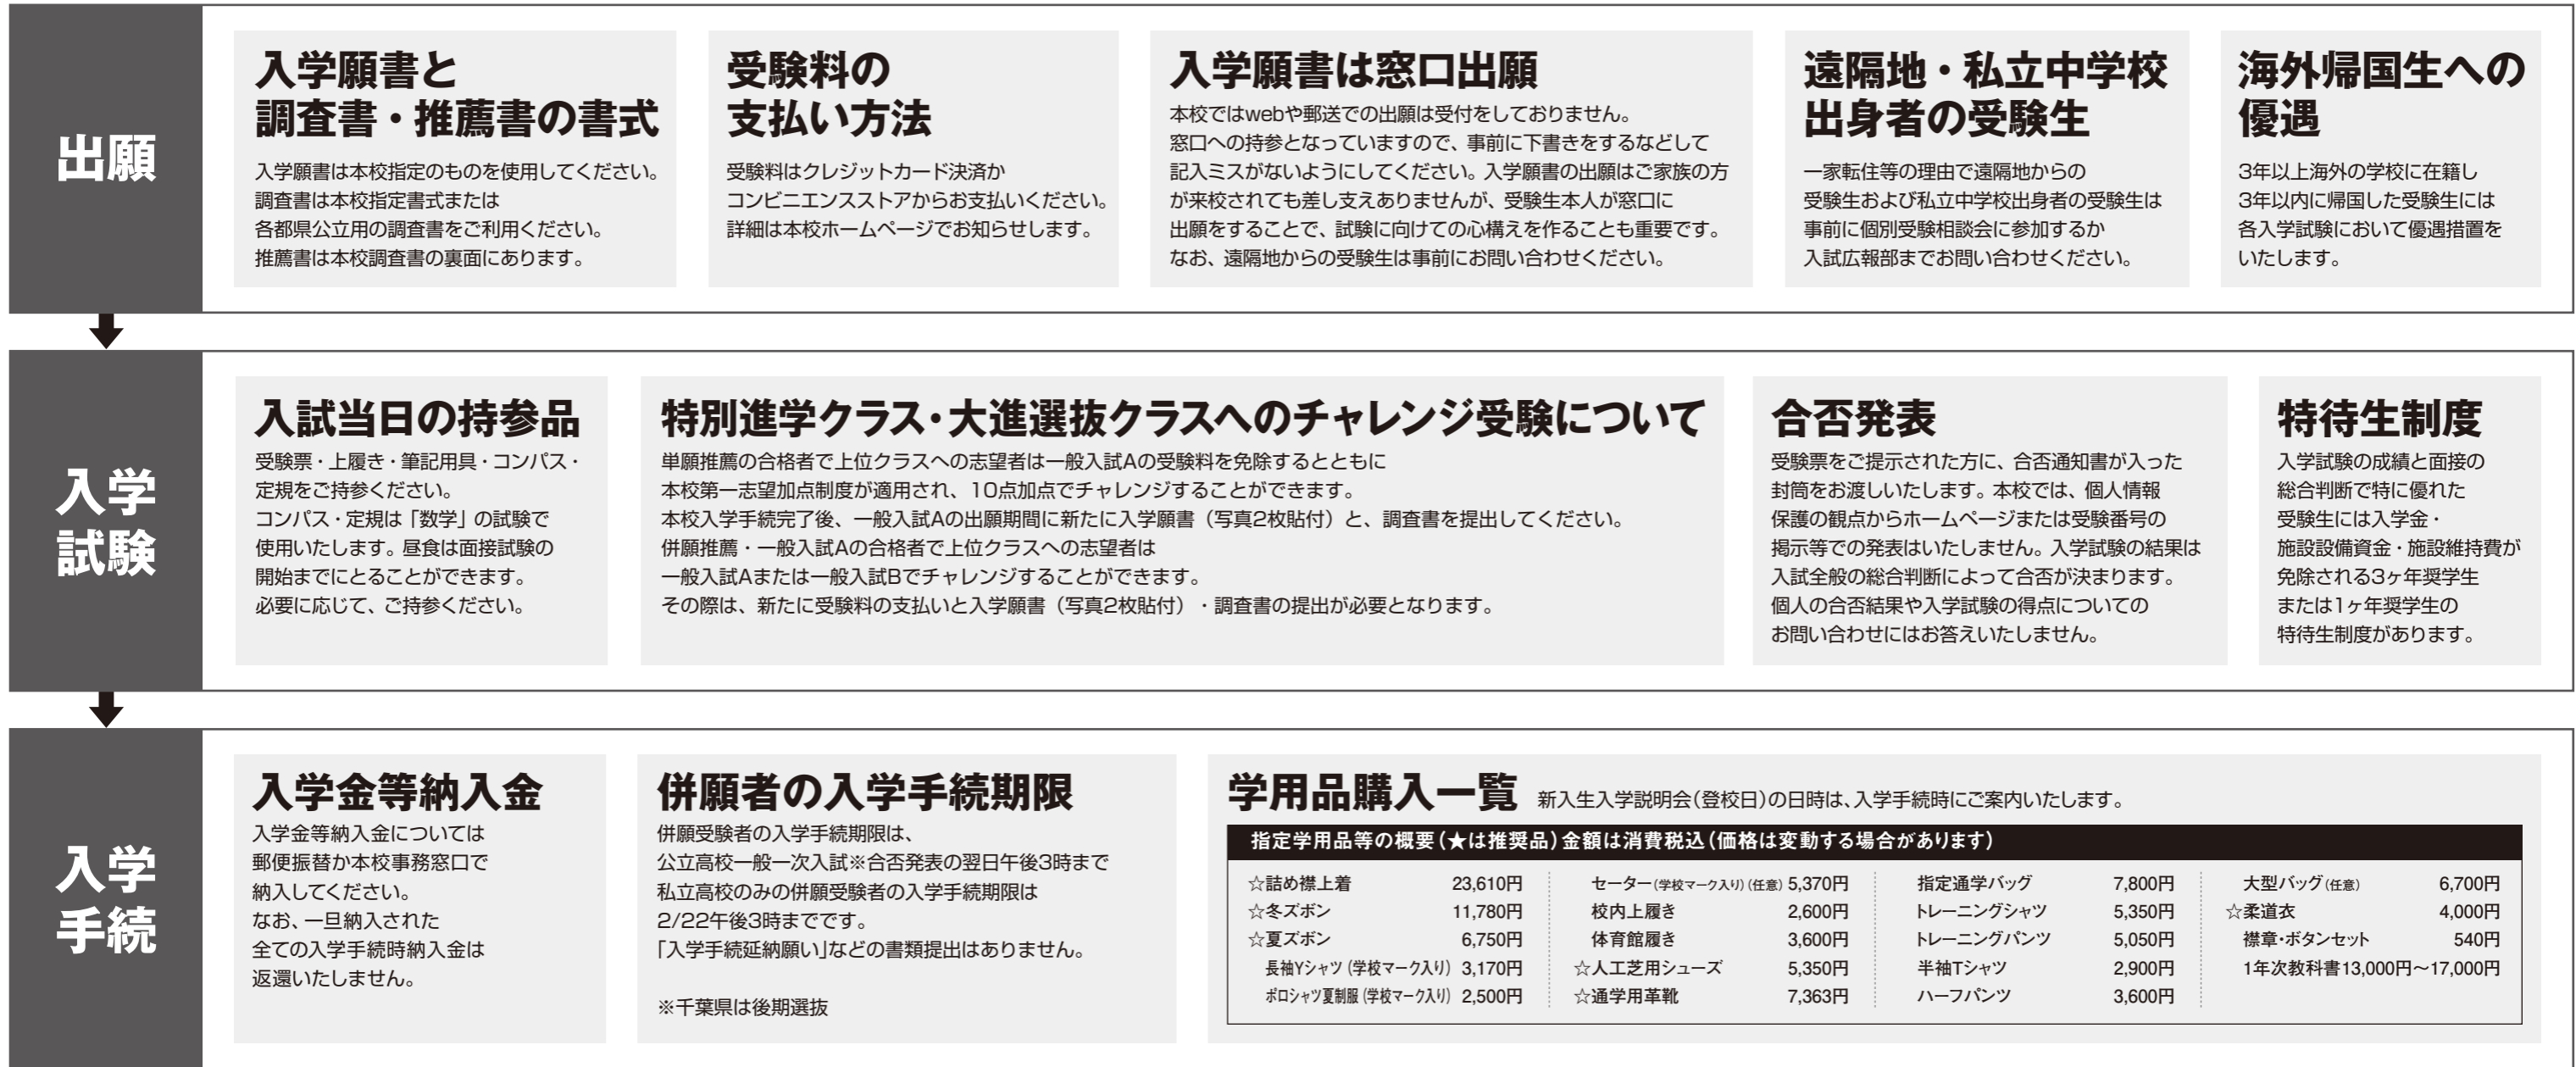 出願
入学願書と
調査書・推薦書の書式
入学願書は本校指定のものを使用してください。
調査書は本校指定書式または
各都県公立用の調査書をご利用ください。
推薦書は本校調査書の裏面にあります。
受験料の
支払い方法
受験料はクレジットカード決済か
コンビニエンスストアからお支払いください。
詳細は本校ホームページでお知らせします。
入学願書は窓口出願
本校ではwebや郵送での出願は受付をしておりません。
窓口への持参となっていますので、事前に下書きをするなどして
記入ミスがないようにしてください。入学願書の出願はご家族の方
が来校されても差し支えありませんが、受験生本人が窓口に
出願をすることで、試験に向けての心構えを作ることも重要です。
なお、遠隔地からの受験生は事前にお問い合わせください。
遠隔地・私立中学校
出身者の受験生
一家転住等の理由で遠隔地からの
受験生および私立中学校出身者の受験生は
事前に個別受験相談会に参加するか
入試広報部までお問い合わせください。
海外帰国生への
優遇
3年以上海外の学校に在籍し
3年以内に帰国した受験生には
各入学試験において優遇措置を
いたします。
入学
試験
入試当日の持参品
受験票・上履き・筆記用具・コンパス・
定規をご持参ください。
コンパス・定規は「数学」の試験で
使用いたします。昼食は面接試験の
開始までにとることができます。
必要に応じて、ご持参ください。
特別進学クラス・大進選抜クラスへのチャレンジ受験について
単願推薦の合格者で上位クラスへの志望者は一般入試Aの受験料を免除するとともに
本校第一志望加点制度が適用され、10点加点でチャレンジすることができます。
本校入学手続完了後、一般入試Aの出願期間に新たに入学願書（写真2枚貼付）と、調査書を提出してください。
併願推薦・一般入試Aの合格者で上位クラスへの志望者は
一般入試Aまたは一般入試Bでチャレンジすることができます。
その際は、新たに受験料の支払いと入学願書（写真2枚貼付）・調査書の提出が必要となります。
合否発表
受験票をご提示された方に、合否通知書が入った
封筒をお渡しいたします。本校では、個人情報
保護の観点からホームページまたは受験番号の
掲示等での発表はいたしません。入学試験の結果は
入試全般の総合判断によって合否が決まります。
個人の合否結果や入学試験の得点についての
お問い合わせにはお答えいたしません。
特待生制度
入学試験の成績と面接の
総合判断で特に優れた
受験生には入学金・
施設設備資金・施設維持費が
免除される3ヶ年奨学生
または1ヶ年奨学生の
特待生制度があります。
入学
手続
入学金等納入金
入学金等納入金については
郵便振替か本校事務窓口で
納入してください。
なお、一旦納入された
全ての入学手続時納入金は
返還いたしません。
併願者の入学手続期限
併願受験者の入学手続期限は、
公立高校一般一次入試※合否発表の翌日午後3時まで
私立高校のみの併願受験者の入学手続期限は
2/22午後3時までです。
「入学手続延納願い」などの書類提出はありません。
※千葉県は後期選抜
学用品購入一覧 新入生入学説明会（登校日）の日時は、入学手続時にご案内いたします。
指定学用品等の概要（★は推奨品）金額は消費税込（価格は変動する場合があります）
☆詰め襟上着 23,610円
☆冬ズボン 11,780円
☆夏ズボン 6,750円
長袖Yシャツ（学校マーク入り） 3,170円
ポロシャツ夏制服（学校マーク入り） 2,500円
セーター（学校マーク入り）（任意） 5,370円
校内上履き 2,600円
体育館履き 3,600円
☆人工芝用シューズ 5,350円
☆通学用革靴 7,363円
指定通学バッグ 7,800円
トレーニングシャツ 5,350円
トレーニングパンツ 5,050円
半袖Tシャツ 2,900円
ハーフパンツ 3,600円
大型バッグ（任意） 6,700円
☆柔道衣 4,000円
襟章・ボタンセット 540円
1年次教科書13,000円〜17,000円